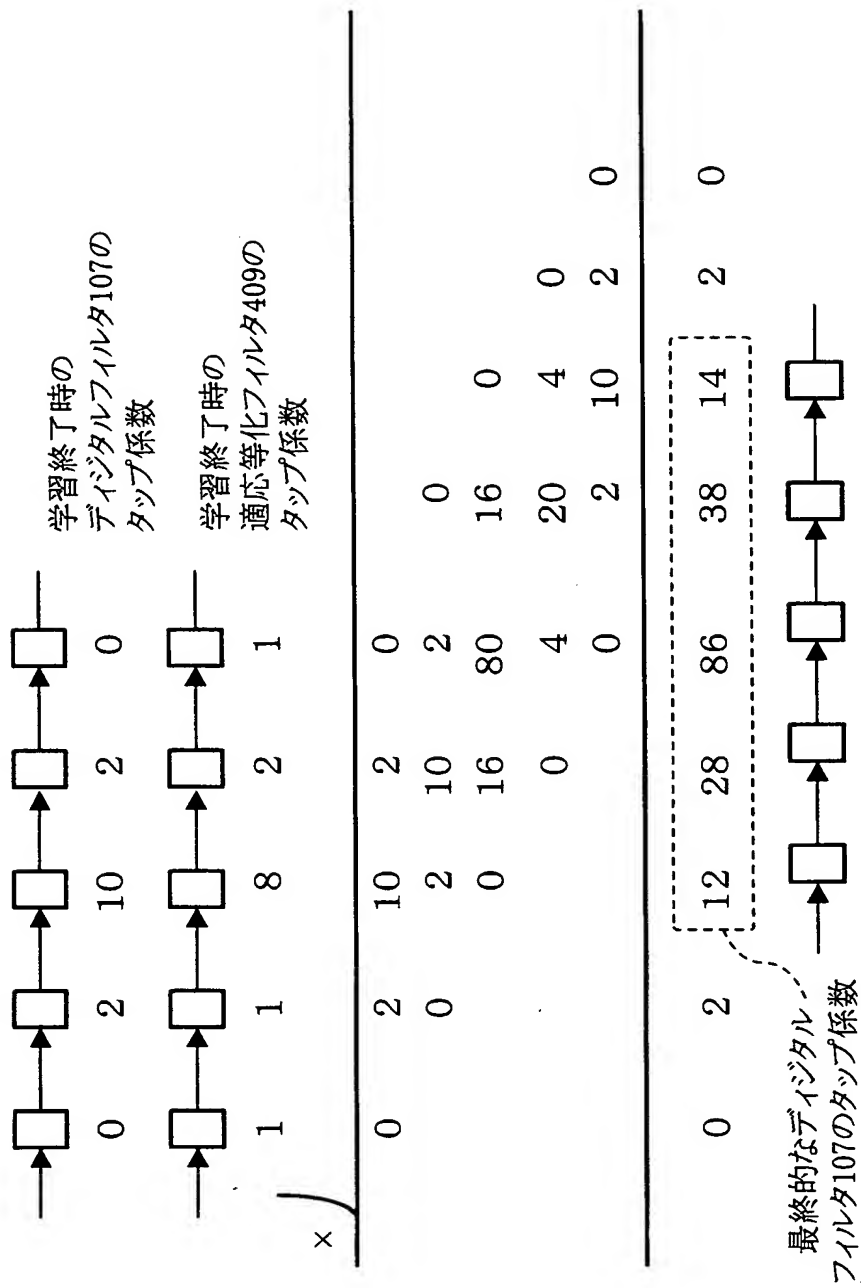 0 2 10 2 0
学習終了時の
ディジタルフィルタ107の
タップ係数
1 1 8 2 1
学習終了時の
適応等化フィルタ409の
タップ係数
×
0 2 10 2 0
0 2 10 2 0
0 16 80 16 0
0 4 20 4 0
0 2 10 2 0
0 2 12 28 86 38 14 2 0
最終的なディジタル
フィルタ107のタップ係数